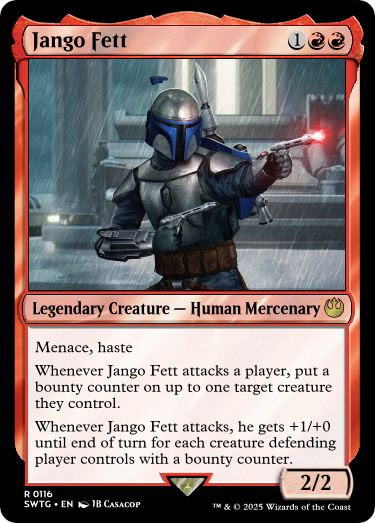 Jango Fett 1
Legendary Creature — Human Mercenary
Menace, haste
Whenever Jango Fett attacks a player, put a
bounty counter on up to one target creature
they control.
Whenever Jango Fett attacks, he gets +1/+0
until end of turn for each creature defending
player controls with a bounty counter.
2/2
R 0116
SWTG • EN JB Casacop
™ & © 2025 Wizards of the Coast